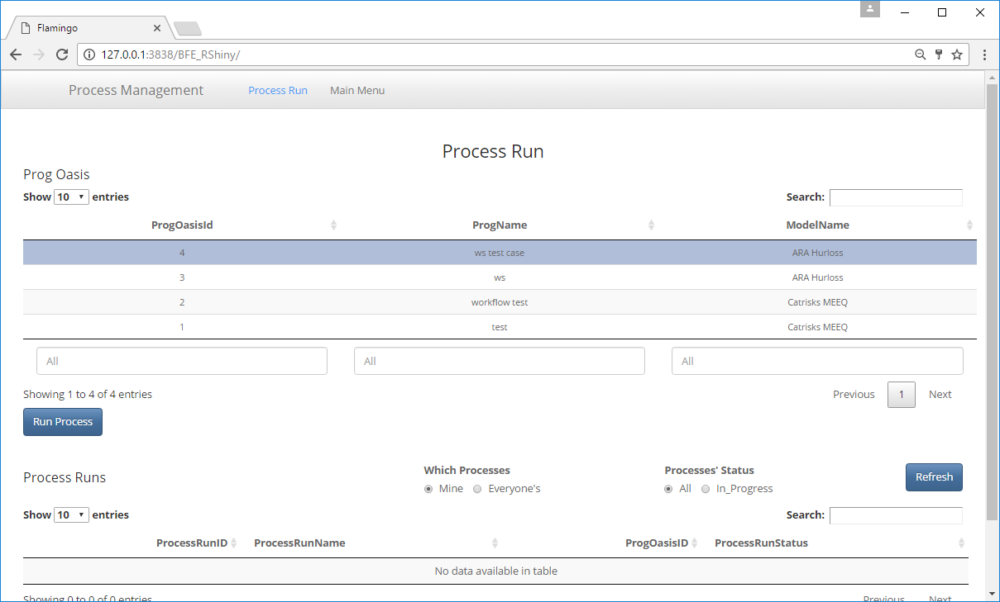 Flamingo
127.0.0.1:3838/BFE_RShiny/
Process Management Process Run Main Menu
Process Run
Prog Oasis
Show 10 entries Search:
ProgOasisId ProgName ModelName
4 ws test case ARA Hurloss
3 ws ARA Hurloss
2 workflow test Catrisks MEEQ
1 test Catrisks MEEQ
All All All
Showing 1 to 4 of 4 entries Previous 1 Next
Run Process
Process Runs Which Processes Processes' Status Refresh
Mine Everyone's All In_Progress
Show 10 entries Search:
ProcessRunID ProcessRunName ProgOasisID ProcessRunStatus
No data available in table
Showing 0 to 0 of 0 entries Previous Next